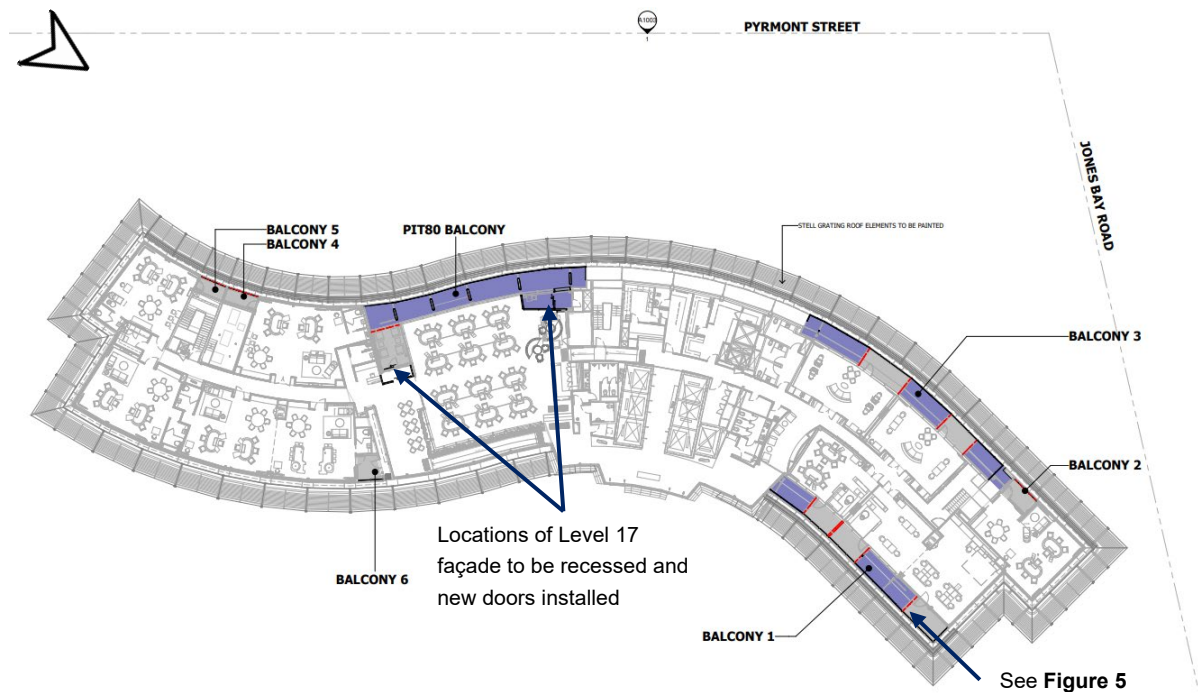 A1003
1
PYRMONT STREET
JONES BAY ROAD
BALCONY 5
BALCONY 4
PIT80 BALCONY
STELL GRATING ROOF ELEMENTS TO BE PAINTED
BALCONY 3
BALCONY 2
Locations of Level 17
façade to be recessed and
new doors installed
BALCONY 6
BALCONY 1
See Figure 5